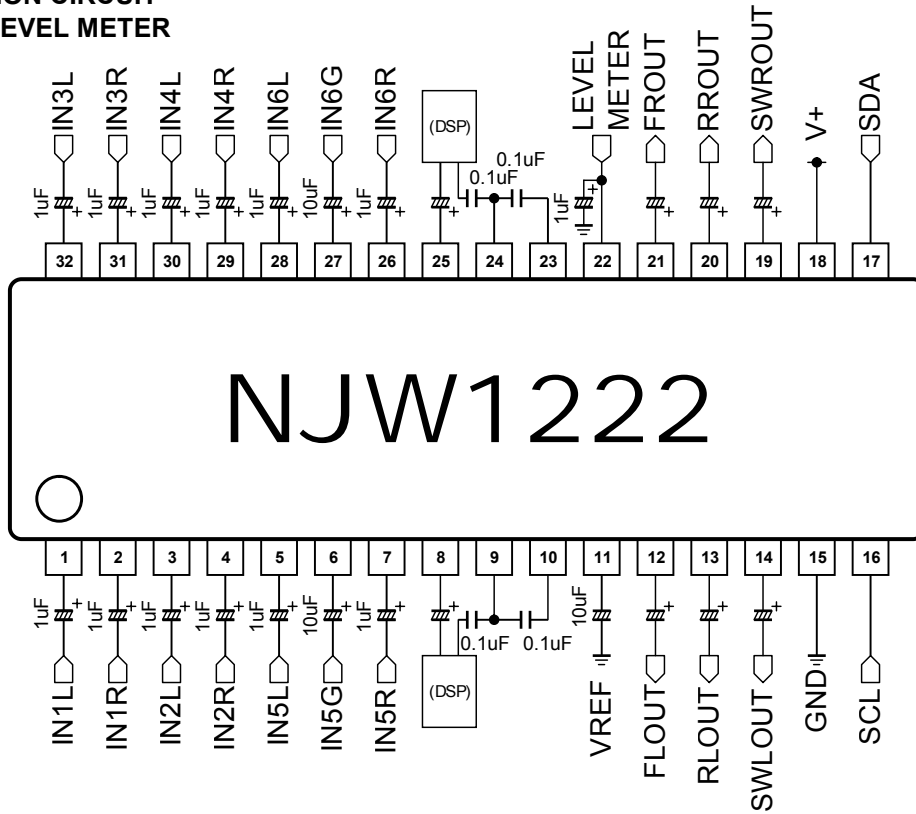 EVEL METER
IN3L
IN3R
IN4L
IN4R
IN6L
IN6G
IN6R
(DSP)
LEVEL
METER
FROUT
RROUT
SWROUT
V+
SDA
1uF
1uF
1uF
1uF
1uF
10uF
1uF
0.1uF
0.1uF
1uF
+
+
+
+
+
+
+
+
+
+
+
+
32
31
30
29
28
27
26
25
24
23
22
21
20
19
18
17
NJW1222
1
2
3
4
5
6
7
8
9
10
11
12
13
14
15
16
1uF
1uF
1uF
1uF
1uF
10uF
1uF
0.1uF
0.1uF
10uF
+
+
+
+
+
+
+
+
+
+
+
+
IN1L
IN1R
IN2L
IN2R
IN5L
IN5G
IN5R
(DSP)
VREF
FLOUT
RLOUT
SWLOUT
GND
SCL